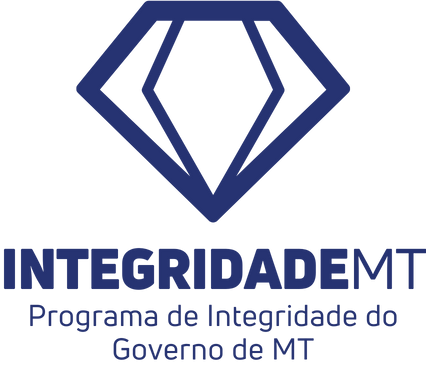 INTEGRIDADEMT
Programa de Integridade do
Governo de MT